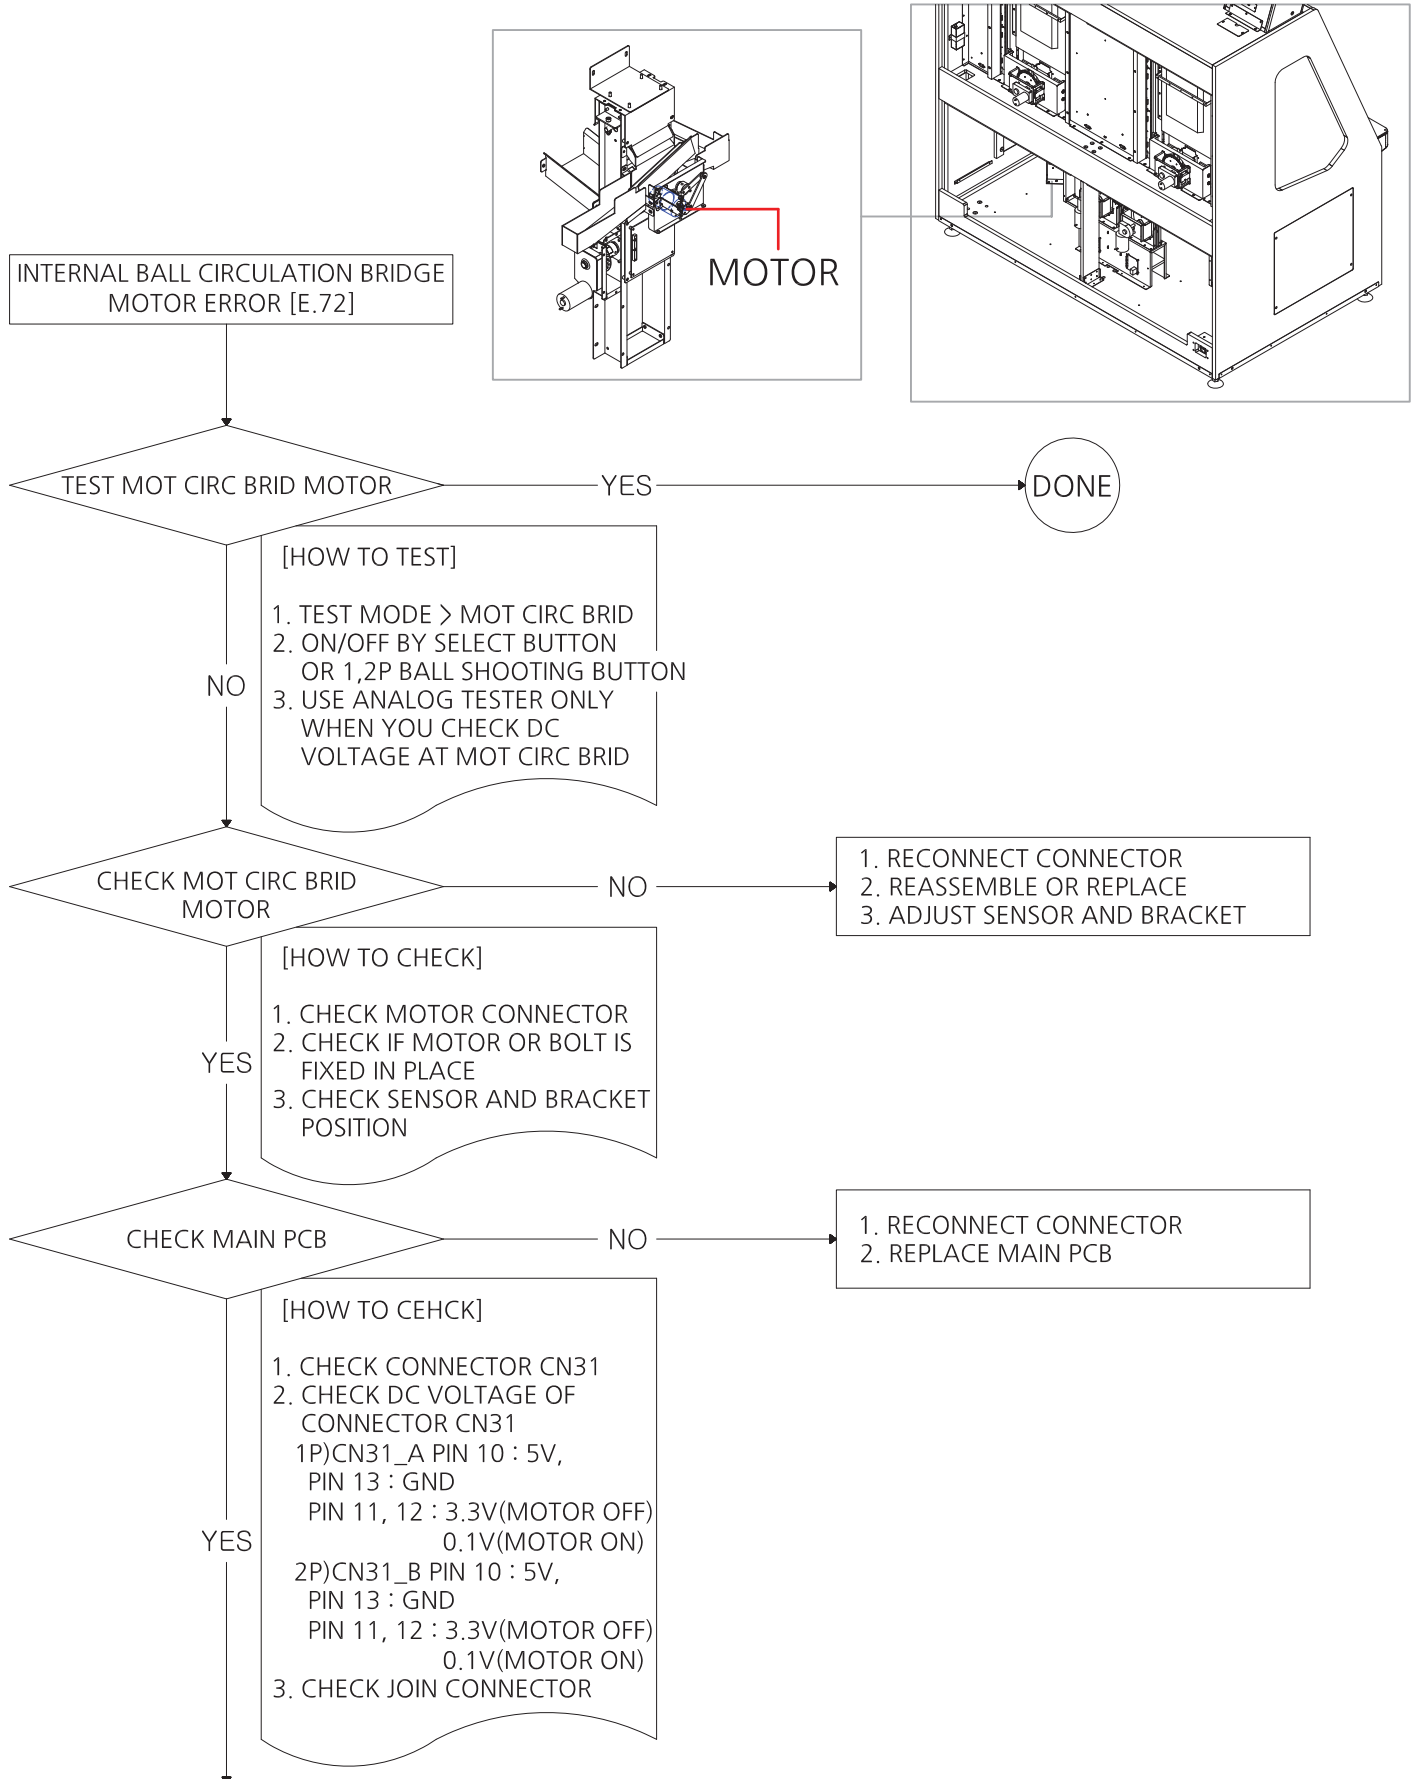 MOTOR
INTERNAL BALL CIRCULATION BRIDGE
MOTOR ERROR [E.72]
TEST MOT CIRC BRID MOTOR
YES
DONE
[HOW TO TEST]
1. TEST MODE > MOT CIRC BRID
2. ON/OFF BY SELECT BUTTON
OR 1,2P BALL SHOOTING BUTTON
3. USE ANALOG TESTER ONLY
WHEN YOU CHECK DC
VOLTAGE AT MOT CIRC BRID
NO
CHECK MOT CIRC BRID
MOTOR
NO
1. RECONNECT CONNECTOR
2. REASSEMBLE OR REPLACE
3. ADJUST SENSOR AND BRACKET
[HOW TO CHECK]
1. CHECK MOTOR CONNECTOR
2. CHECK IF MOTOR OR BOLT IS
FIXED IN PLACE
3. CHECK SENSOR AND BRACKET
POSITION
YES
CHECK MAIN PCB
NO
1. RECONNECT CONNECTOR
2. REPLACE MAIN PCB
[HOW TO CEHCK]
1. CHECK CONNECTOR CN31
2. CHECK DC VOLTAGE OF
CONNECTOR CN31
1P)CN31_A PIN 10 : 5V,
PIN 13 : GND
PIN 11, 12 : 3.3V(MOTOR OFF)
0.1V(MOTOR ON)
2P)CN31_B PIN 10 : 5V,
PIN 13 : GND
PIN 11, 12 : 3.3V(MOTOR OFF)
0.1V(MOTOR ON)
3. CHECK JOIN CONNECTOR
YES